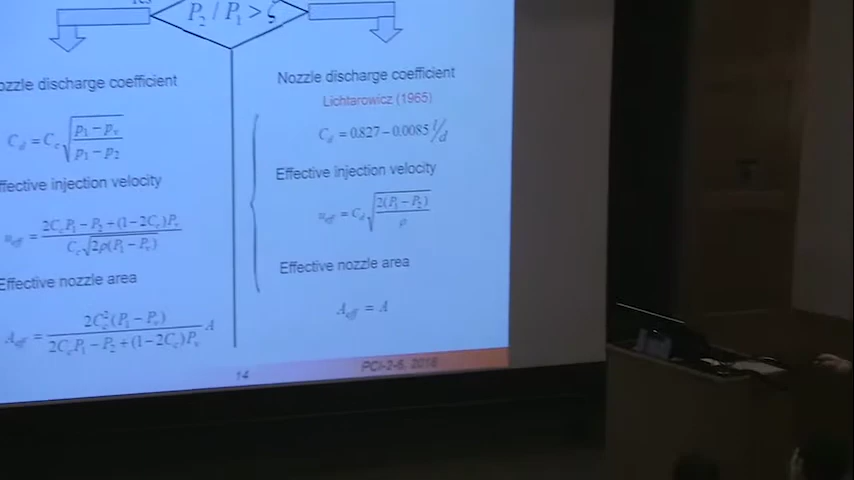 P₂ / P₁ > ζ
ozzle discharge coefficient
C_d = C_c √((p₁ − p_v) / (p₁ − p₂))
ffective injection velocity
u_eff = (2C_c P₁ − P₂ + (1−2C_c)P_v) / (C_c √(2ρ(P₁ − P_v)))
Effective nozzle area
A_eff = 2C_c²(P₁ − P_v) / (2C_c P₁ − P₂ + (1−2C_c)P_v) A
Nozzle discharge coefficient
Lichtarowicz (1965)
C_d = 0.827 − 0.0085 l/d
Effective injection velocity
u_eff = C_d √(2(P₁ − P₂) / ρ)
Effective nozzle area
A_eff = A
14
PCI-2-5, 2016